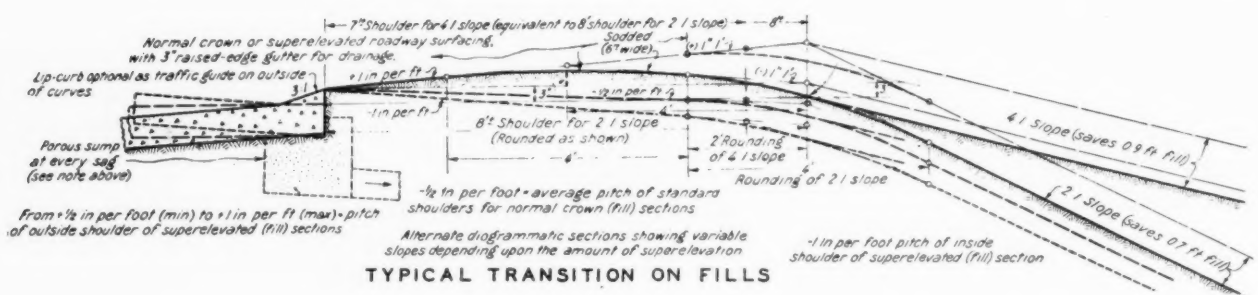 7'± Shoulder for 4:1 slope (equivalent to 8' shoulder for 2:1 slope)
8'±
Normal crown or superelevated roadway surfacing,
with 3" raised-edge gutter for drainage.
Sodded
(6"± wide)
Lip-curb optional as traffic guide on outside
of curves
3:1
+1 in per ft
-1 in per ft
3"
-½ in per ft
4'
8'± Shoulder for 2:1 slope
(Rounded as shown)
4'
2' Rounding
of 4:1 slope
4'
Rounding of 2:1 slope
4:1 Slope (saves 0.9 ft fill)
2:1 Slope (saves 0.7 ft fill)
Porous sump
at every sag
(see note above)
-½ in per foot = average pitch of standard
shoulders for normal crown (fill) sections
From +½ in per foot (min) to +1 in per ft (max) = pitch
of outside shoulder of superelevated (fill) sections
Alternate diagrammatic sections showing variable
slopes depending upon the amount of superelevation
-1 in per foot pitch of inside
shoulder of superelevated (fill) section
TYPICAL TRANSITION ON FILLS